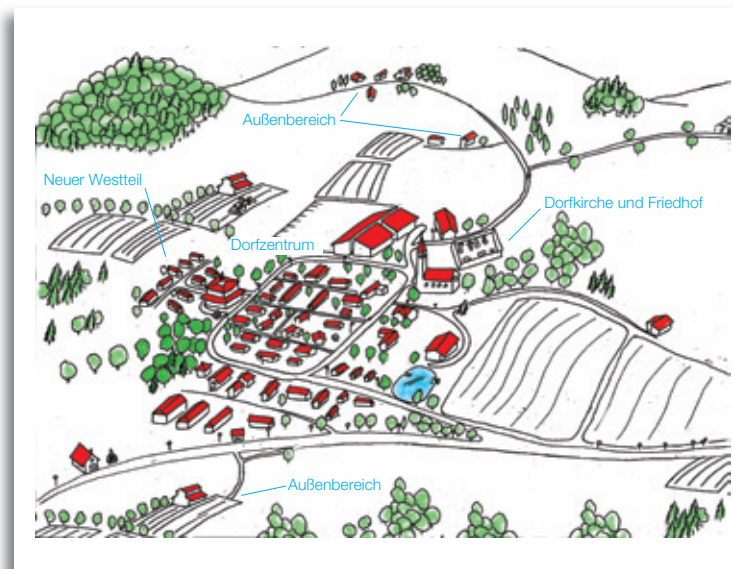 Außenbereich
Neuer Westteil
Dorfkirche und Friedhof
Dorfzentrum
Außenbereich